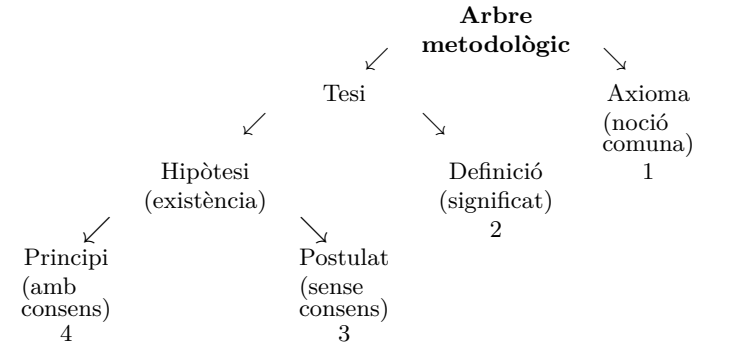 Arbre
metodològic
Tesi
Axioma
(noció
comuna)
1
Hipòtesi
(existència)
Definició
(significat)
2
Principi
(amb
consens)
4
Postulat
(sense
consens)
3